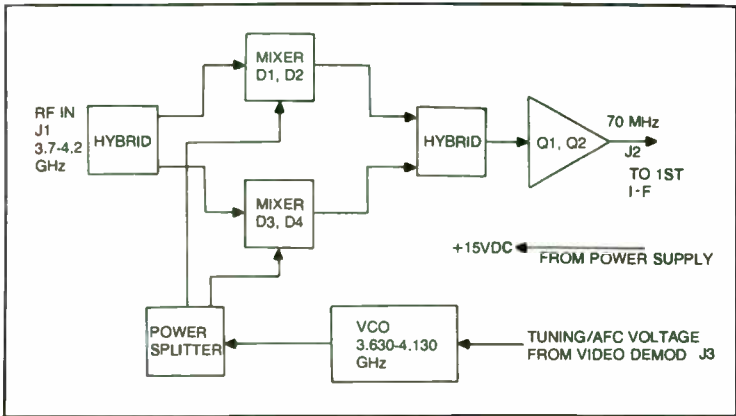 MIXER
D1, D2
RF IN
J1
3.7-4.2
GHz
HYBRID
HYBRID
Q1, Q2
70 MHz
J2
TO 1ST
I-F
MIXER
D3, D4
+15VDC
FROM POWER SUPPLY
POWER
SPLITTER
VCO
3.630-4.130
GHz
TUNING/AFC VOLTAGE
FROM VIDEO DEMOD J3